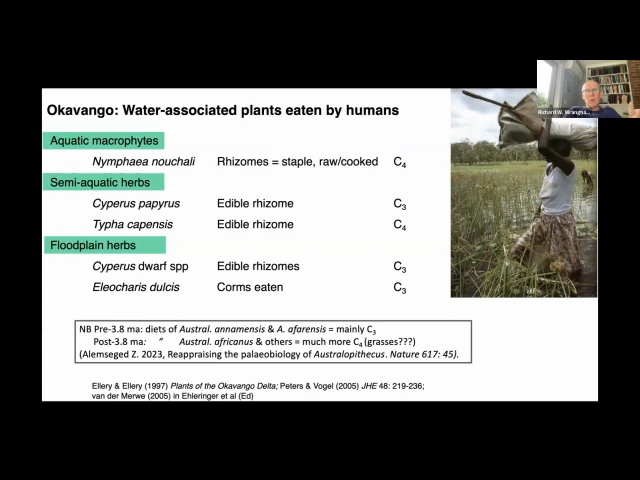 Richard W. Wrangha...
Okavango: Water-associated plants eaten by humans
Aquatic macrophytes
Nymphaea nouchali Rhizomes = staple, raw/cooked C4
Semi-aquatic herbs
Cyperus papyrus Edible rhizome C3
Typha capensis Edible rhizome C4
Floodplain herbs
Cyperus dwarf spp Edible rhizomes C3
Eleocharis dulcis Corms eaten C3
NB Pre-3.8 ma: diets of Austral. annamensis & A. afarensis = mainly C3
Post-3.8 ma: " Austral. africanus & others = much more C4 (grasses???)
(Alemseged Z. 2023, Reappraising the palaeobiology of Australopithecus. Nature 617: 45).
Ellery & Ellery (1997) Plants of the Okavango Delta; Peters & Vogel (2005) JHE 48: 219-236;
van der Merwe (2005) in Ehleringer et al (Ed)